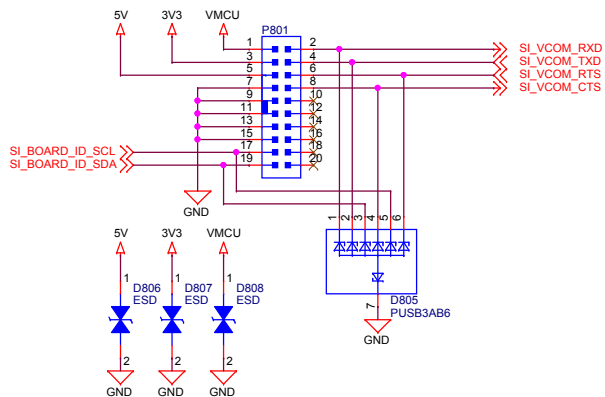 5V 3V3 VMCU P801
1 2 SI_VCOM_RXD
3 4 SI_VCOM_TXD
5 6 SI_VCOM_RTS
7 8 SI_VCOM_CTS
9 10
11 12
13 14
15 16
SI_BOARD_ID_SCL 17 18
SI_BOARD_ID_SDA 19 20
GND
1 2 3 4 5 6
5V 3V3 VMCU
1 D806 ESD
1 D807 ESD
1 D808 ESD
D805
PUSB3AB6
7
GND
2 2 2
GND GND GND